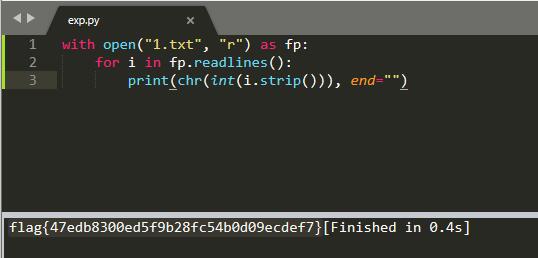 exp.py ×
1 with open("1.txt", "r") as fp:
2 for i in fp.readlines():
3 print(chr(int(i.strip())), end="")
flag{47edb8300ed5f9b28fc54b0d09ecdef7}[Finished in 0.4s]